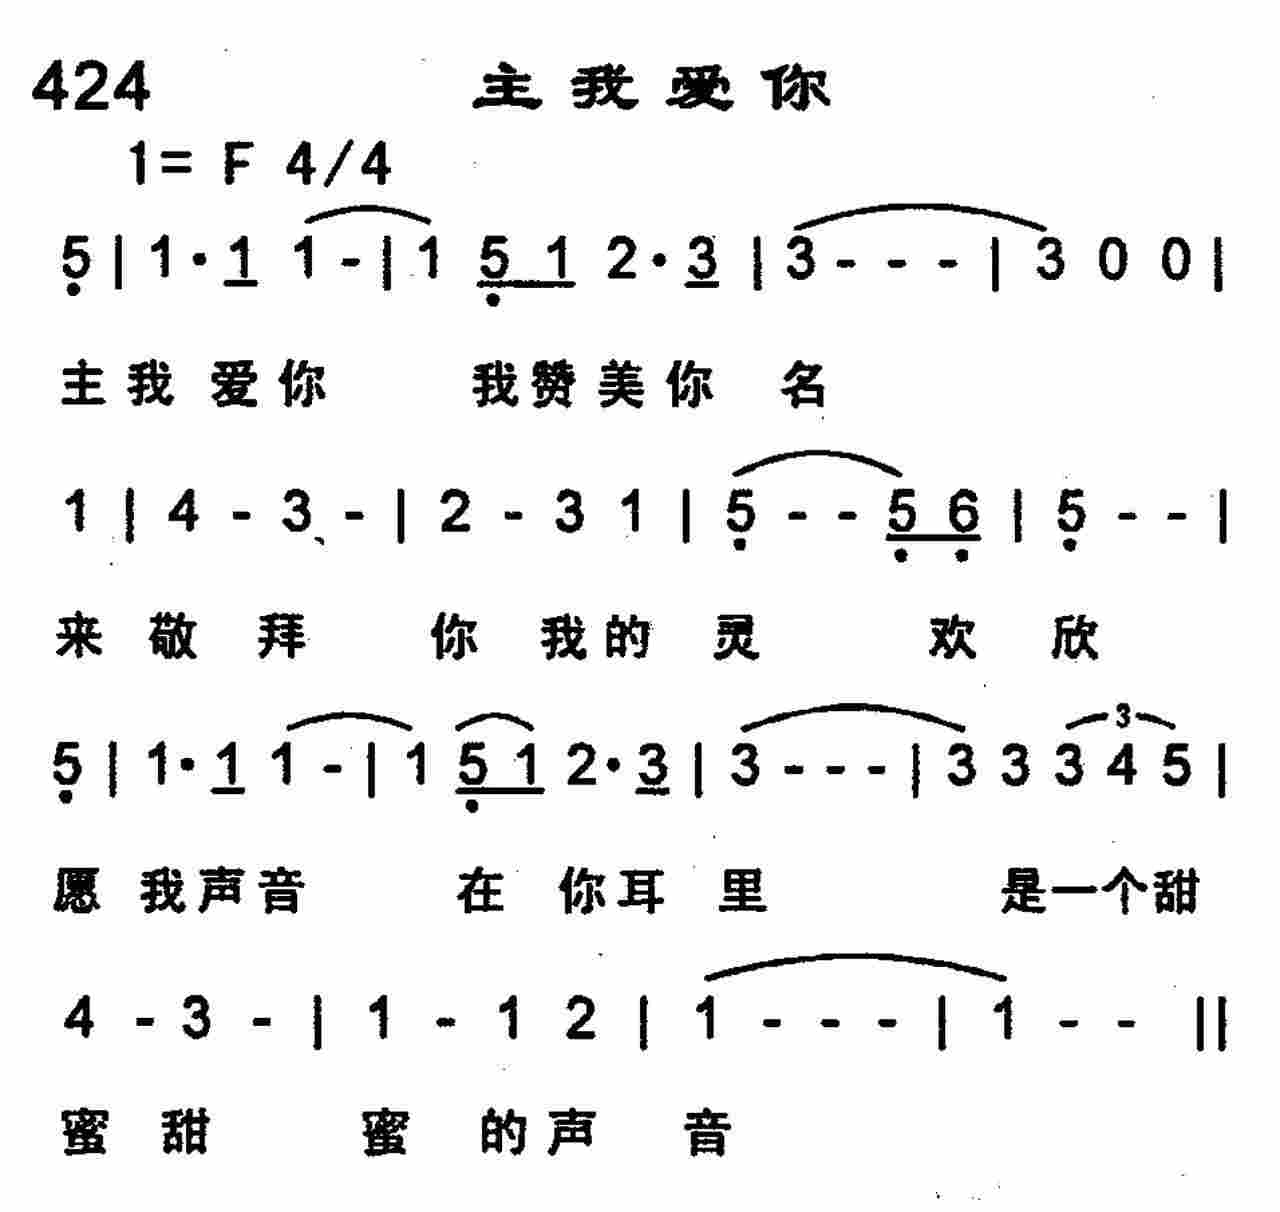 424 主我爱你
1= F 4/4
5 | 1· 1 1 - | 1 5 1 2· 3 | 3 - - - | 3 0 0 |
主我爱你 我赞美你 名
1 | 4 - 3 - | 2 - 3 1 | 5 - - 5 6 | 5 - - |
来敬拜 你我的灵 欢欣
3
5 | 1· 1 1 - | 1 5 1 2· 3 | 3 - - - | 3 3 3 4 5 |
愿我声音 在你耳里 是一个甜
4 - 3 - | 1 - 1 2 | 1 - - - | 1 - - ||
蜜甜 蜜的声音